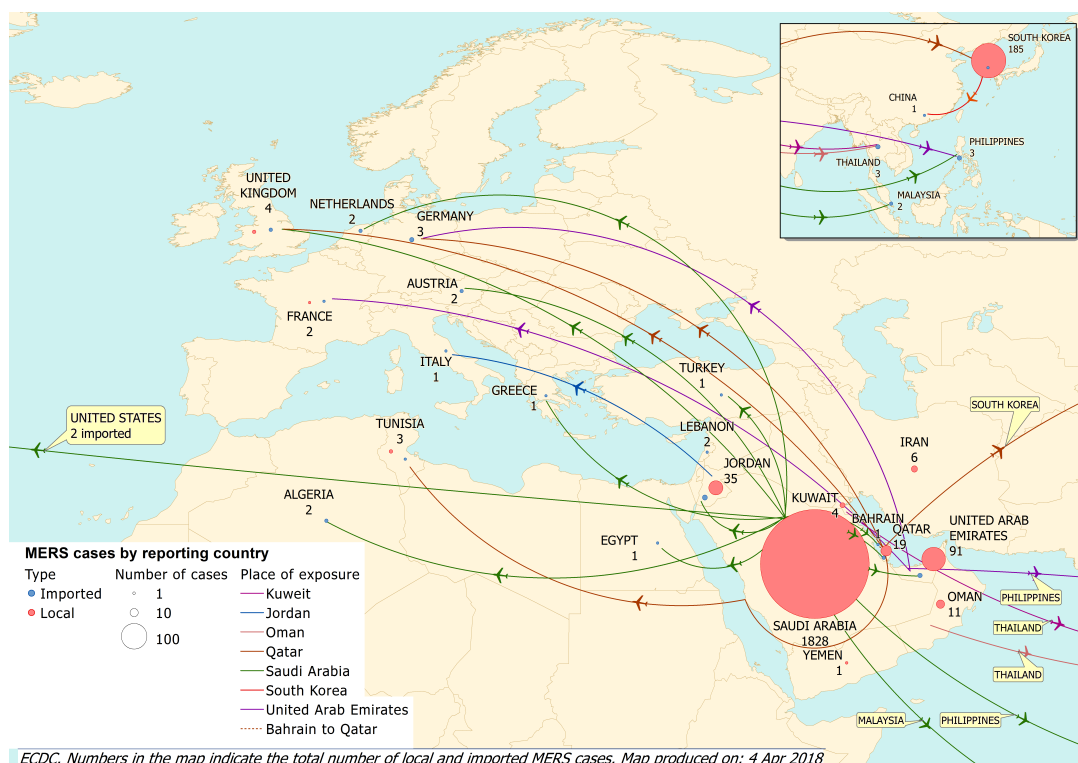 SOUTH KOREA
185
CHINA
1
PHILIPPINES
3
THAILAND
3
MALAYSIA
2
UNITED
KINGDOM
4
NETHERLANDS
2
GERMANY
3
AUSTRIA
2
FRANCE
2
ITALY
1
GREECE
1
TURKEY
1
LEBANON
2
UNITED STATES
2 imported
TUNISIA
3
SOUTH KOREA
IRAN
6
JORDAN
35
ALGERIA
2
KUWAIT
4
BAHRAIN
1
QATAR
19
UNITED ARAB
EMIRATES
91
EGYPT
1
PHILIPPINES
OMAN
11
THAILAND
SAUDI ARABIA
1828
YEMEN
1
THAILAND
MALAYSIA
PHILIPPINES
MERS cases by reporting country
Type
Imported
Local
Number of cases
1
10
100
Place of exposure
Kuweit
Jordan
Oman
Qatar
Saudi Arabia
South Korea
United Arab Emirates
Bahrain to Qatar
ECDC. Numbers in the map indicate the total number of local and imported MERS cases. Map produced on: 4 Apr 2018